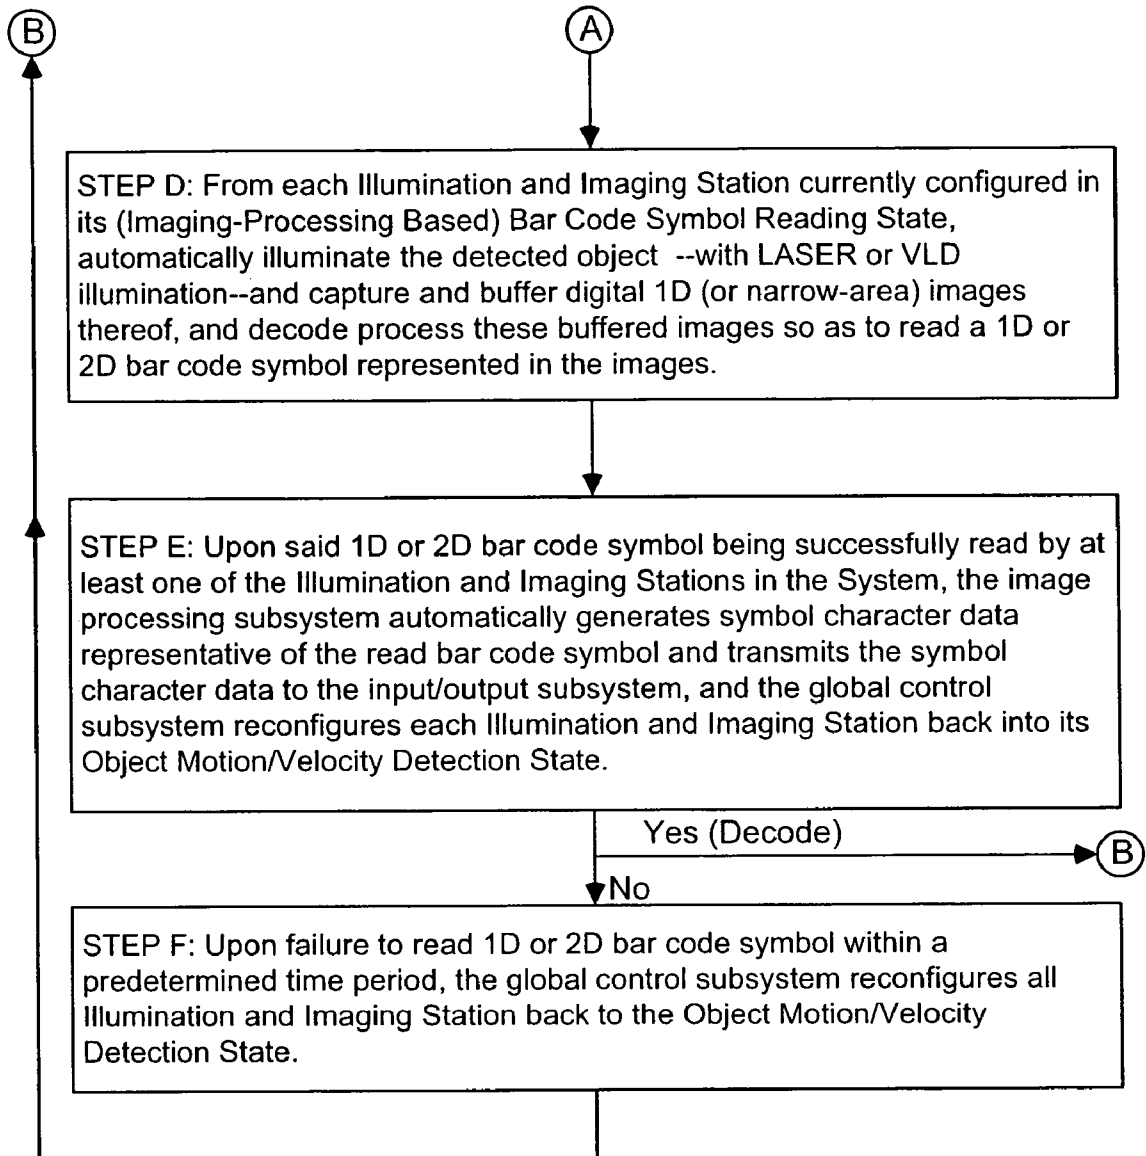 B
A
STEP D: From each Illumination and Imaging Station currently configured in
its (Imaging-Processing Based) Bar Code Symbol Reading State,
automatically illuminate the detected object --with LASER or VLD
illumination--and capture and buffer digital 1D (or narrow-area) images
thereof, and decode process these buffered images so as to read a 1D or
2D bar code symbol represented in the images.
STEP E: Upon said 1D or 2D bar code symbol being successfully read by at
least one of the Illumination and Imaging Stations in the System, the image
processing subsystem automatically generates symbol character data
representative of the read bar code symbol and transmits the symbol
character data to the input/output subsystem, and the global control
subsystem reconfigures each Illumination and Imaging Station back into its
Object Motion/Velocity Detection State.
Yes (Decode)
B
No
STEP F: Upon failure to read 1D or 2D bar code symbol within a
predetermined time period, the global control subsystem reconfigures all
Illumination and Imaging Station back to the Object Motion/Velocity
Detection State.